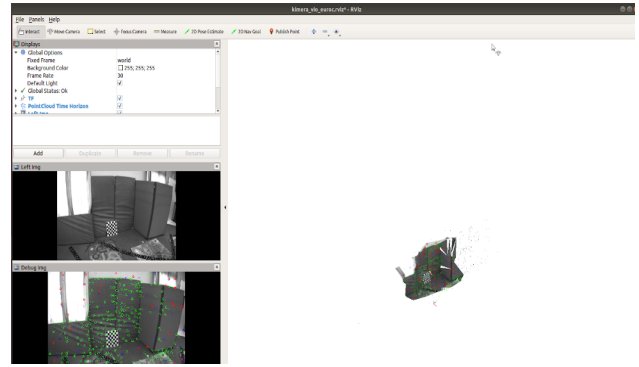 kimera_vio_euroc.rviz* - RViz
File Panels Help
Interact Move Camera Select Focus Camera Measure 2D Pose Estimate 2D Nav Goal Publish Point
Displays
Global Options
Fixed Frame world
Background Color 255; 255; 255
Frame Rate 30
Default Light
Global Status: Ok
TF
PointCloud Time Horizon
Left Img
Add Duplicate Remove Rename
Left Img
Debug Img